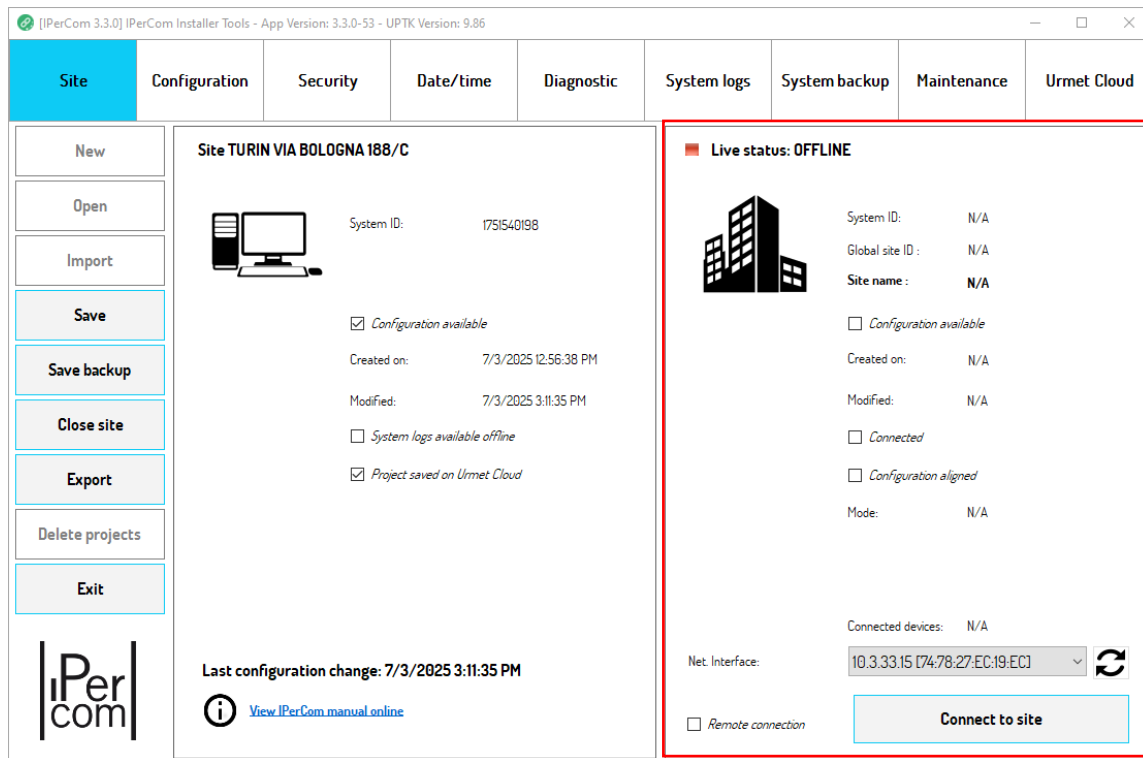 [IPerCom 3.3.0] IPerCom Installer Tools - App Version: 3.3.0-53 - UPTK Version: 9.86
Site
Configuration
Security
Date/time
Diagnostic
System logs
System backup
Maintenance
Urmet Cloud
New
Open
Import
Save
Save backup
Close site
Export
Delete projects
Exit
IPer
com
Site TURIN VIA BOLOGNA 188/C
System ID: 1751540198
Configuration available
Created on: 7/3/2025 12:56:38 PM
Modified: 7/3/2025 3:11:35 PM
System logs available offline
Project saved on Urmet Cloud
Last configuration change: 7/3/2025 3:11:35 PM
View IPerCom manual online
Live status: OFFLINE
System ID: N/A
Global site ID : N/A
Site name : N/A
Configuration available
Created on: N/A
Modified: N/A
Connected
Configuration aligned
Mode: N/A
Connected devices: N/A
Net. Interface: 10.3.33.15 [74:78:27:EC:19:EC]
Remote connection
Connect to site